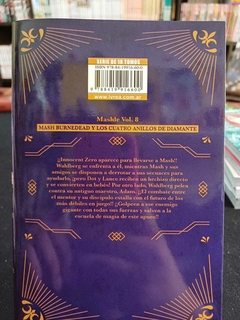 SERIE DE 18 TOMOS
www.ivrea.com.ar
Mashle Vol. 8
MASH BURNEDEAD Y LOS CUATRO ANILLOS DE DIAMANTE
¡Innocent Zero aparece para llevarse a Mash!!
Wahlberg se enfrenta a él, mientras Mash y sus
amigos se disponen a derrotar a sus secuaces para
ayudarlo, ¡pero Dot y Lance reciben un hechizo directo
y se convierten en bebés! Por otro lado, Wahlberg pelea
contra su antiguo maestro, Adam. ¡¡El combate entre
el mentor y su discípulo estalla con el futuro de los
más débiles en juego!! ¡Golpeen a ese enemigo
gigante con todas sus fuerzas y salven a la
escuela de magia de este apuro!!